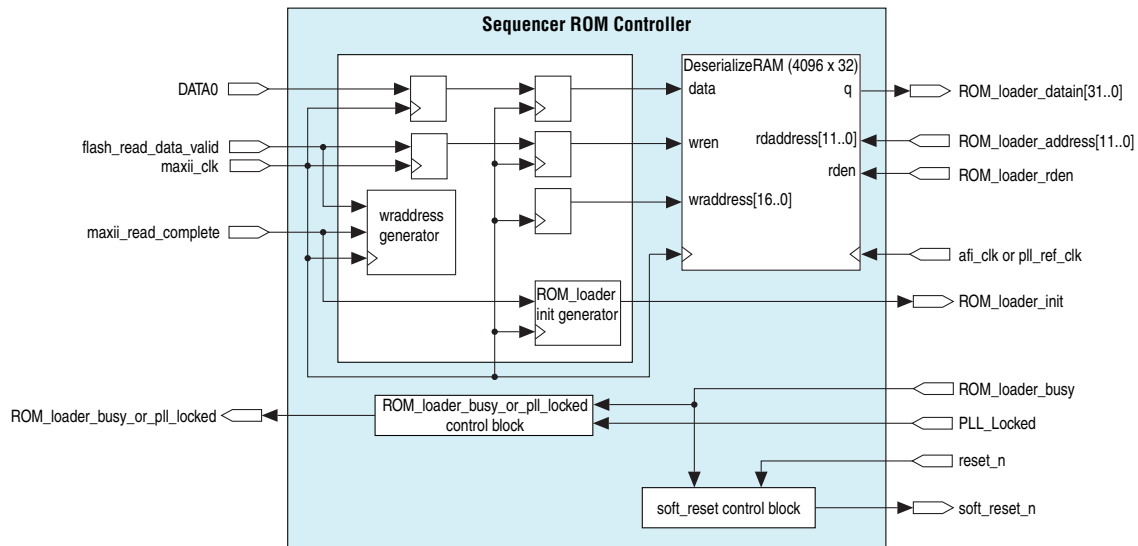 Sequencer ROM Controller
DeserializeRAM (4096 x 32)
DATA0
data
q
ROM_loader_datain[31..0]
flash_read_data_valid
wren
rdaddress[11..0]
ROM_loader_address[11..0]
maxii_clk
rden
ROM_loader_rden
wraddress
generator
wraddress[16..0]
maxii_read_complete
afi_clk or pll_ref_clk
ROM_loader
init generator
ROM_loader_init
ROM_loader_busy
ROM_loader_busy_or_pll_locked
ROM_loader_busy_or_pll_locked
control block
PLL_Locked
reset_n
soft_reset control block
soft_reset_n